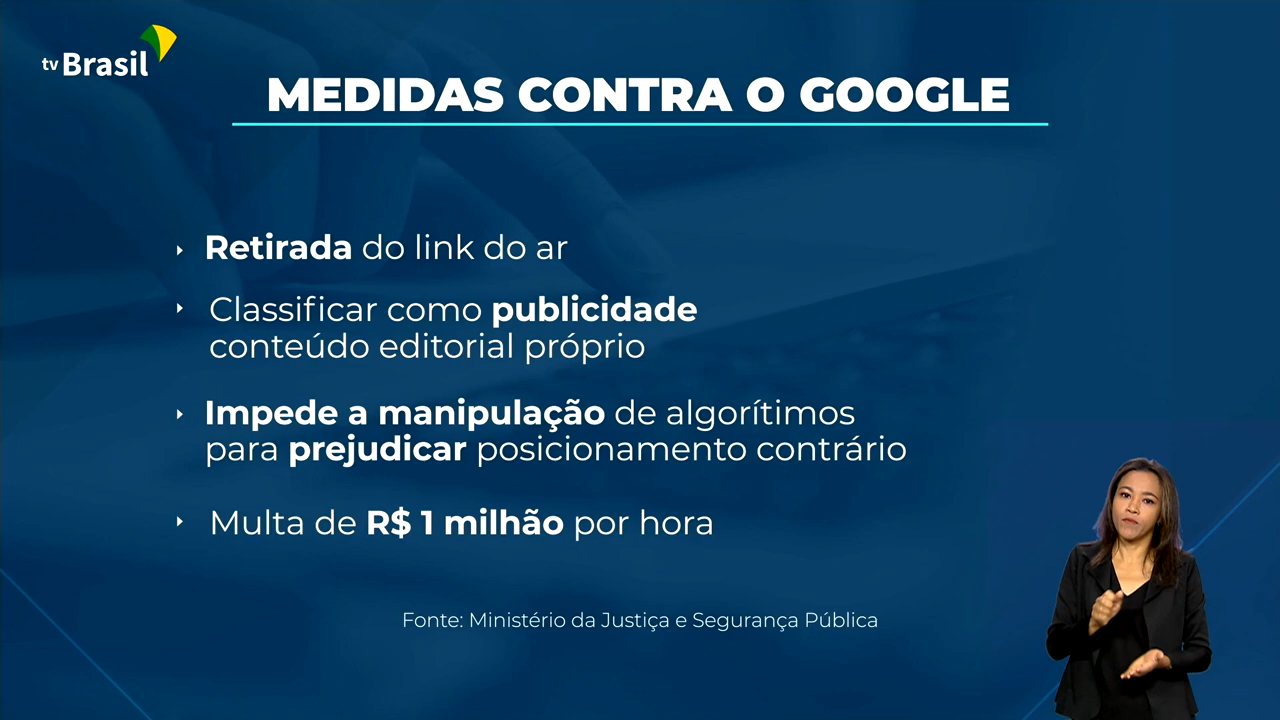 tv Brasil
MEDIDAS CONTRA O GOOGLE
Retirada do link do ar
Classificar como publicidade
conteúdo editorial próprio
Impede a manipulação de algorítimos
para prejudicar posicionamento contrário
Multa de R$ 1 milhão por hora
Fonte: Ministério da Justiça e Segurança Pública